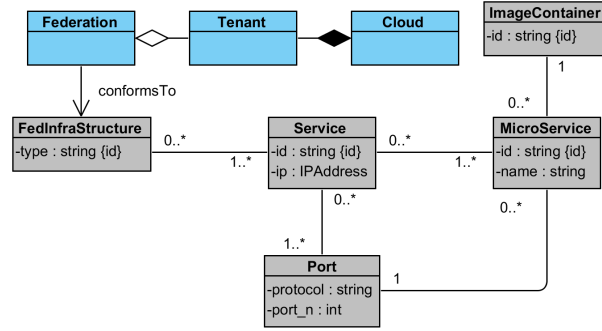 Federation
Tenant
Cloud
ImageContainer
-id : string {id}
conformsTo
1
0..*
FedInfraStructure
-type : string {id}
0..*
1..*
Service
-id : string {id}
-ip : IPAddress
0..*
1..*
MicroService
-id : string {id}
-name : string
0..*
0..*
1..*
Port
-protocol : string
-port_n : int
1